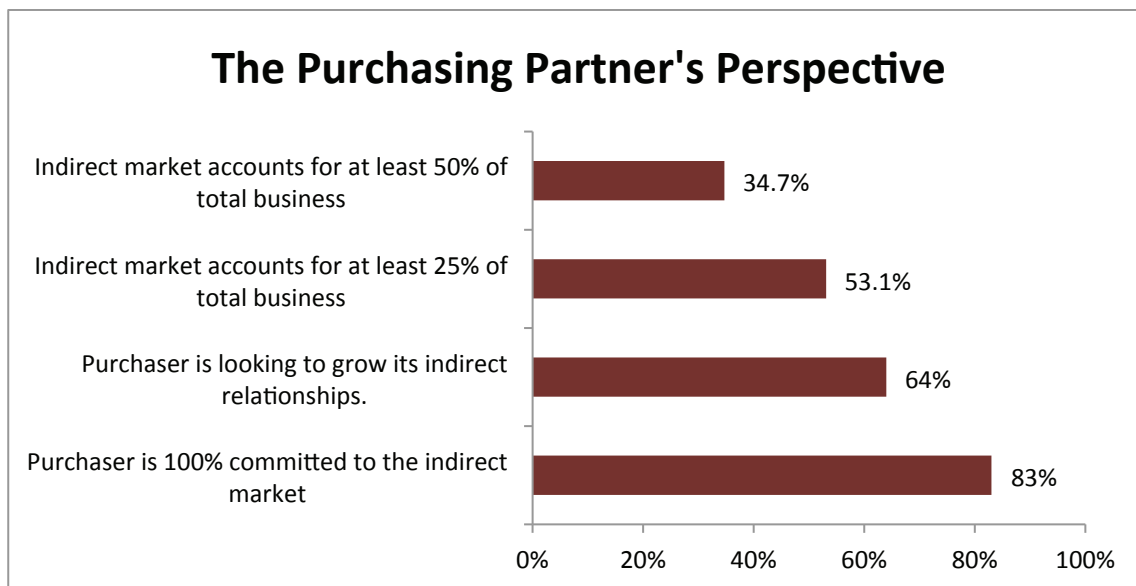 The Purchasing Partner's Perspective
Indirect market accounts for at least 50% of
total business
34.7%
Indirect market accounts for at least 25% of
total business
53.1%
Purchaser is looking to grow its indirect
relationships.
64%
Purchaser is 100% committed to the indirect
market
83%
0% 20% 40% 60% 80% 100%